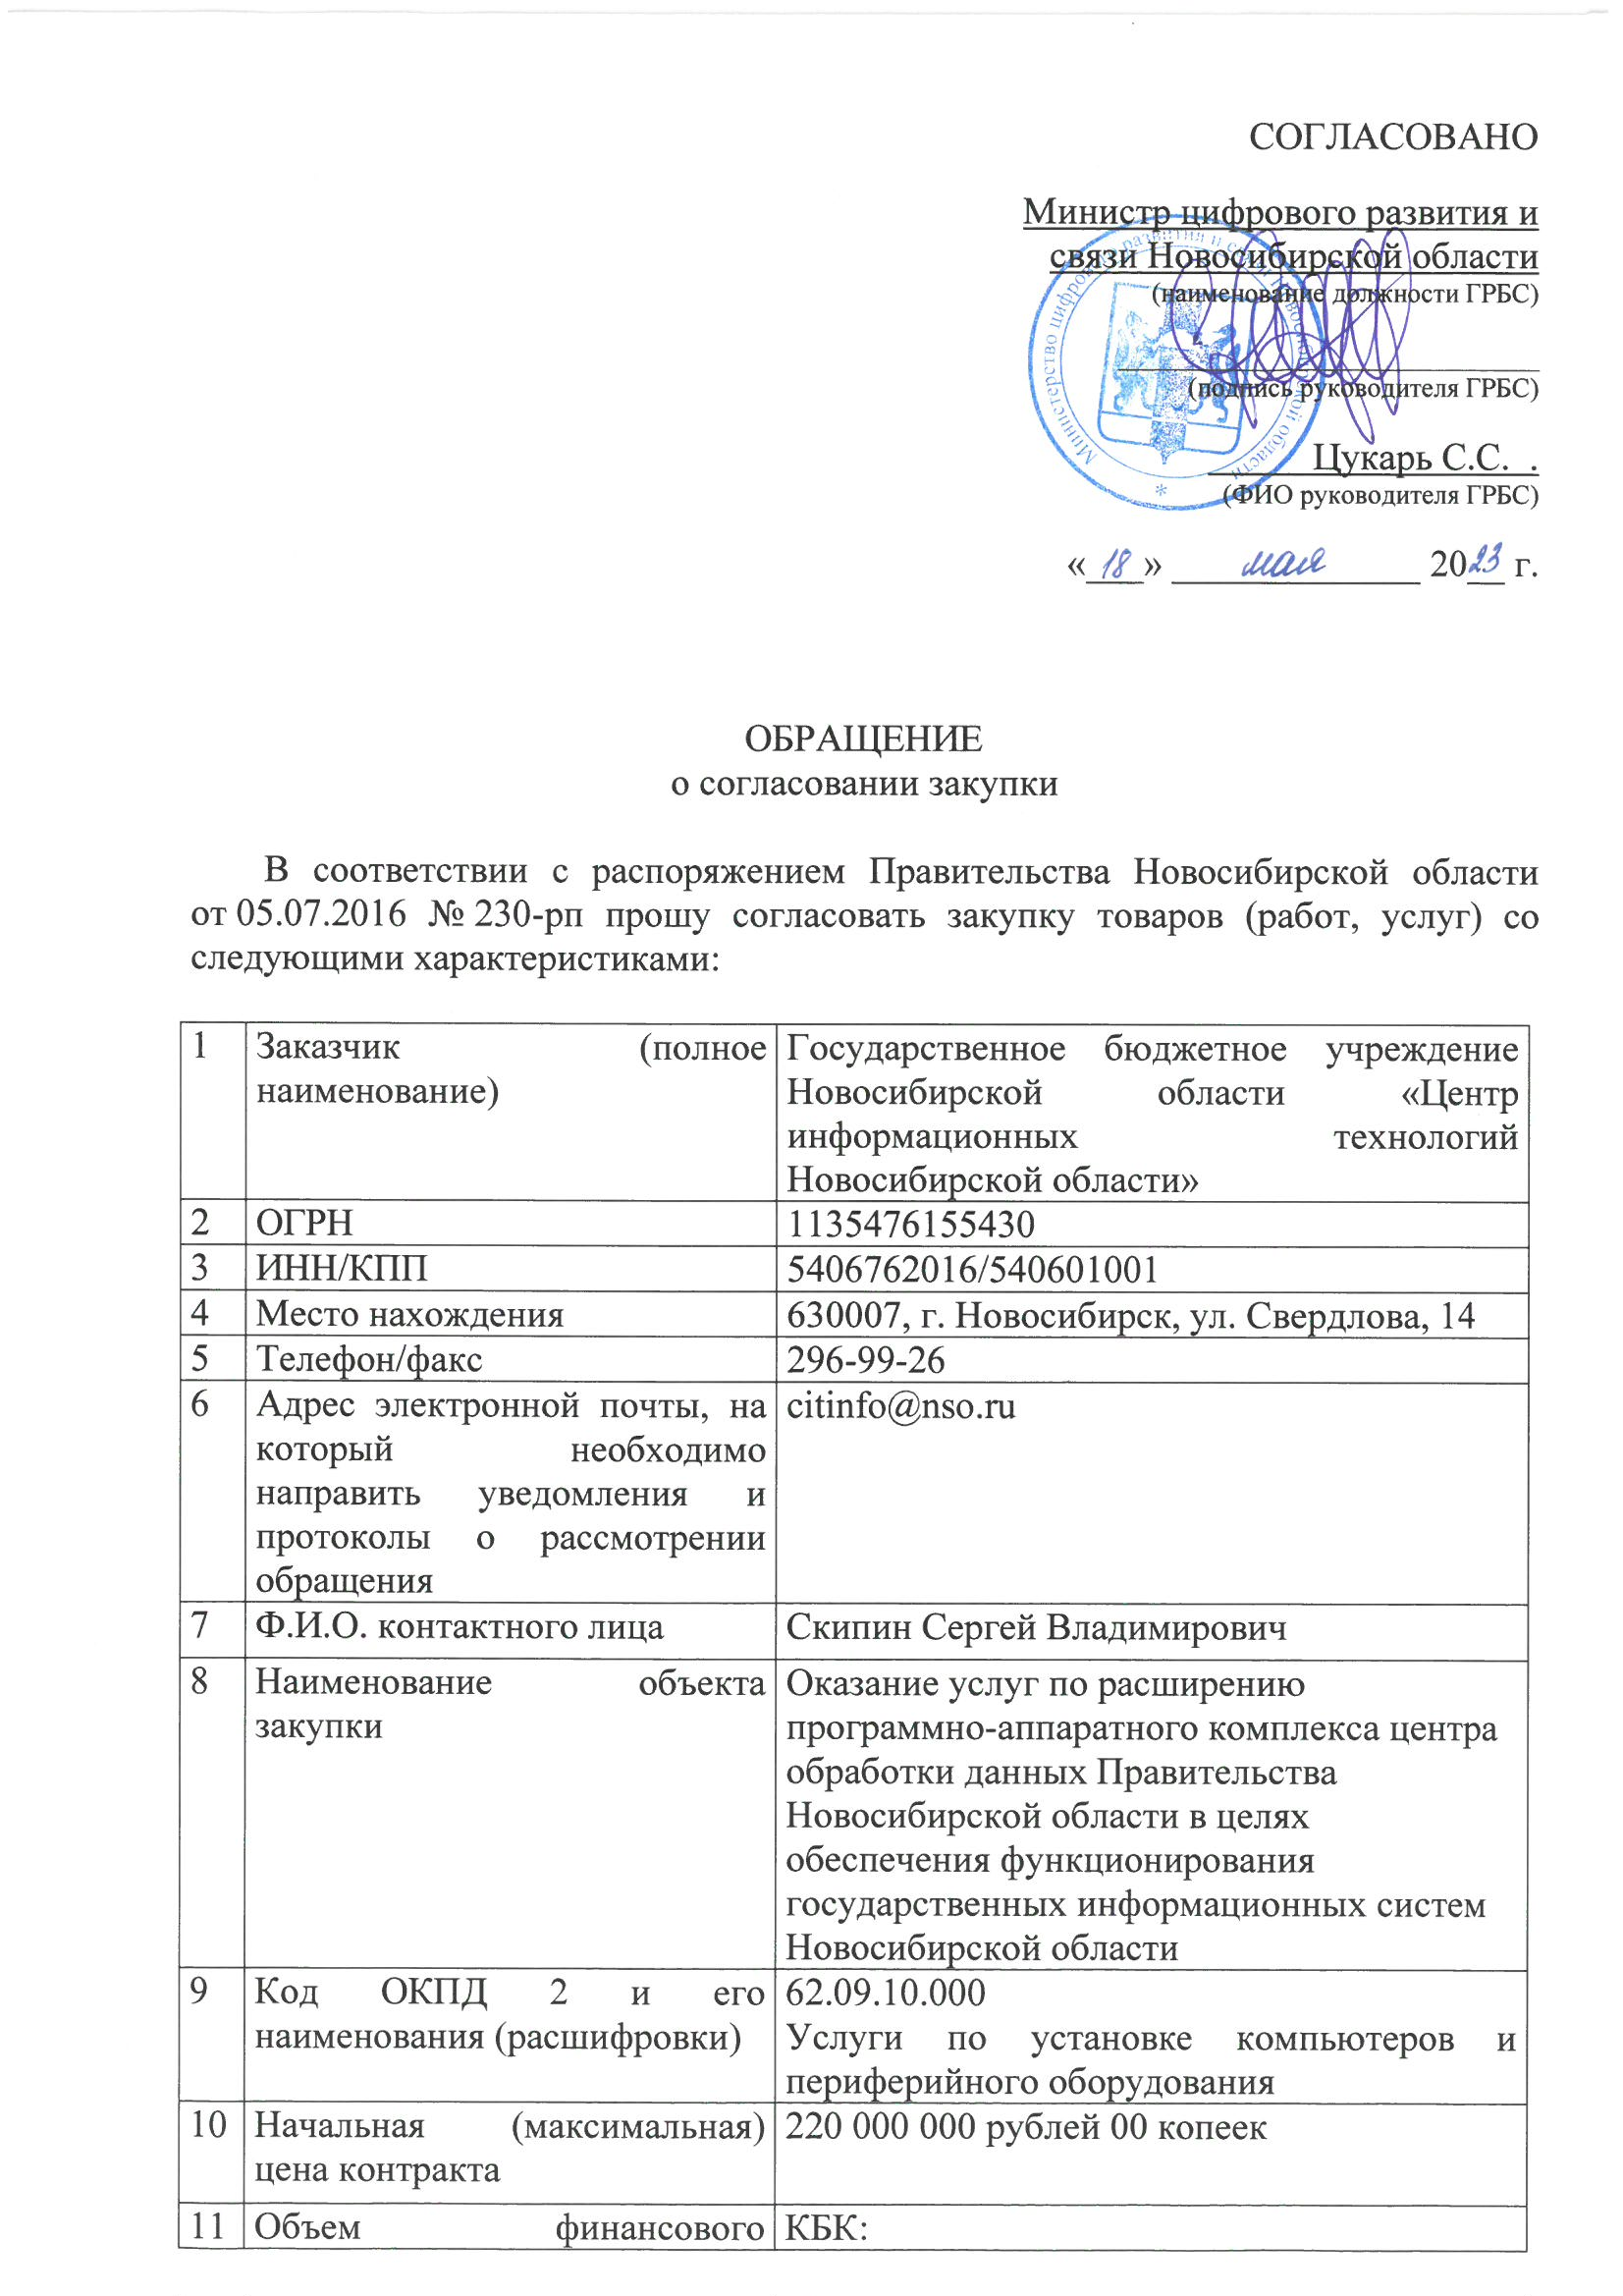 СОГЛАСОВАНО
Министр цифрового развития и
связи Новосибирской области
(наименование должности ГРБС)
(подпись руководителя ГРБС)
Министерство цифрового развития и связи Новосибирской области
*
Цукарь С.С. .
(ФИО руководителя ГРБС)
«18» мая 2023 г.
ОБРАЩЕНИЕ
о согласовании закупки
В соответствии с распоряжением Правительства Новосибирской области
от 05.07.2016 № 230-рп прошу согласовать закупку товаров (работ, услуг) со
следующими характеристиками:
1 Заказчик (полное
наименование)
Государственное бюджетное учреждение
Новосибирской области «Центр
информационных технологий
Новосибирской области»
2 ОГРН 1135476155430
3 ИНН/КПП 5406762016/540601001
4 Место нахождения 630007, г. Новосибирск, ул. Свердлова, 14
5 Телефон/факс 296-99-26
6 Адрес электронной почты, на
который необходимо
направить уведомления и
протоколы о рассмотрении
обращения
citinfo@nso.ru
7 Ф.И.О. контактного лица Скипин Сергей Владимирович
8 Наименование объекта
закупки
Оказание услуг по расширению
программно-аппаратного комплекса центра
обработки данных Правительства
Новосибирской области в целях
обеспечения функционирования
государственных информационных систем
Новосибирской области
9 Код ОКПД 2 и его
наименования (расшифровки)
62.09.10.000
Услуги по установке компьютеров и
периферийного оборудования
10 Начальная (максимальная)
цена контракта
220 000 000 рублей 00 копеек
11 Объем финансового КБК: